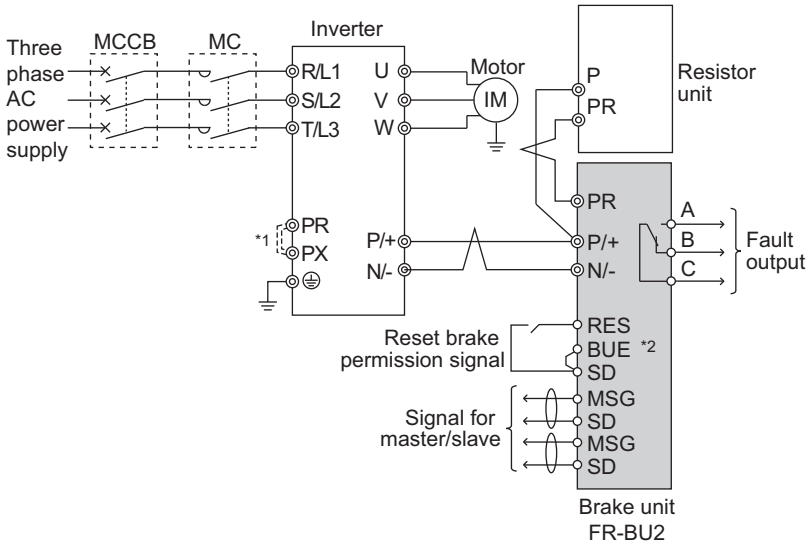 Three
phase
AC
power
supply
MCCB
MC
Inverter
R/L1
S/L2
T/L3
U
V
W
Motor
IM
*1
PR
PX
P/+
N/-
P
PR
Resistor
unit
PR
P/+
N/-
A
B
C
Fault
output
Reset brake
permission signal
RES
BUE *2
SD
Signal for
master/slave
MSG
SD
MSG
SD
Brake unit
FR-BU2